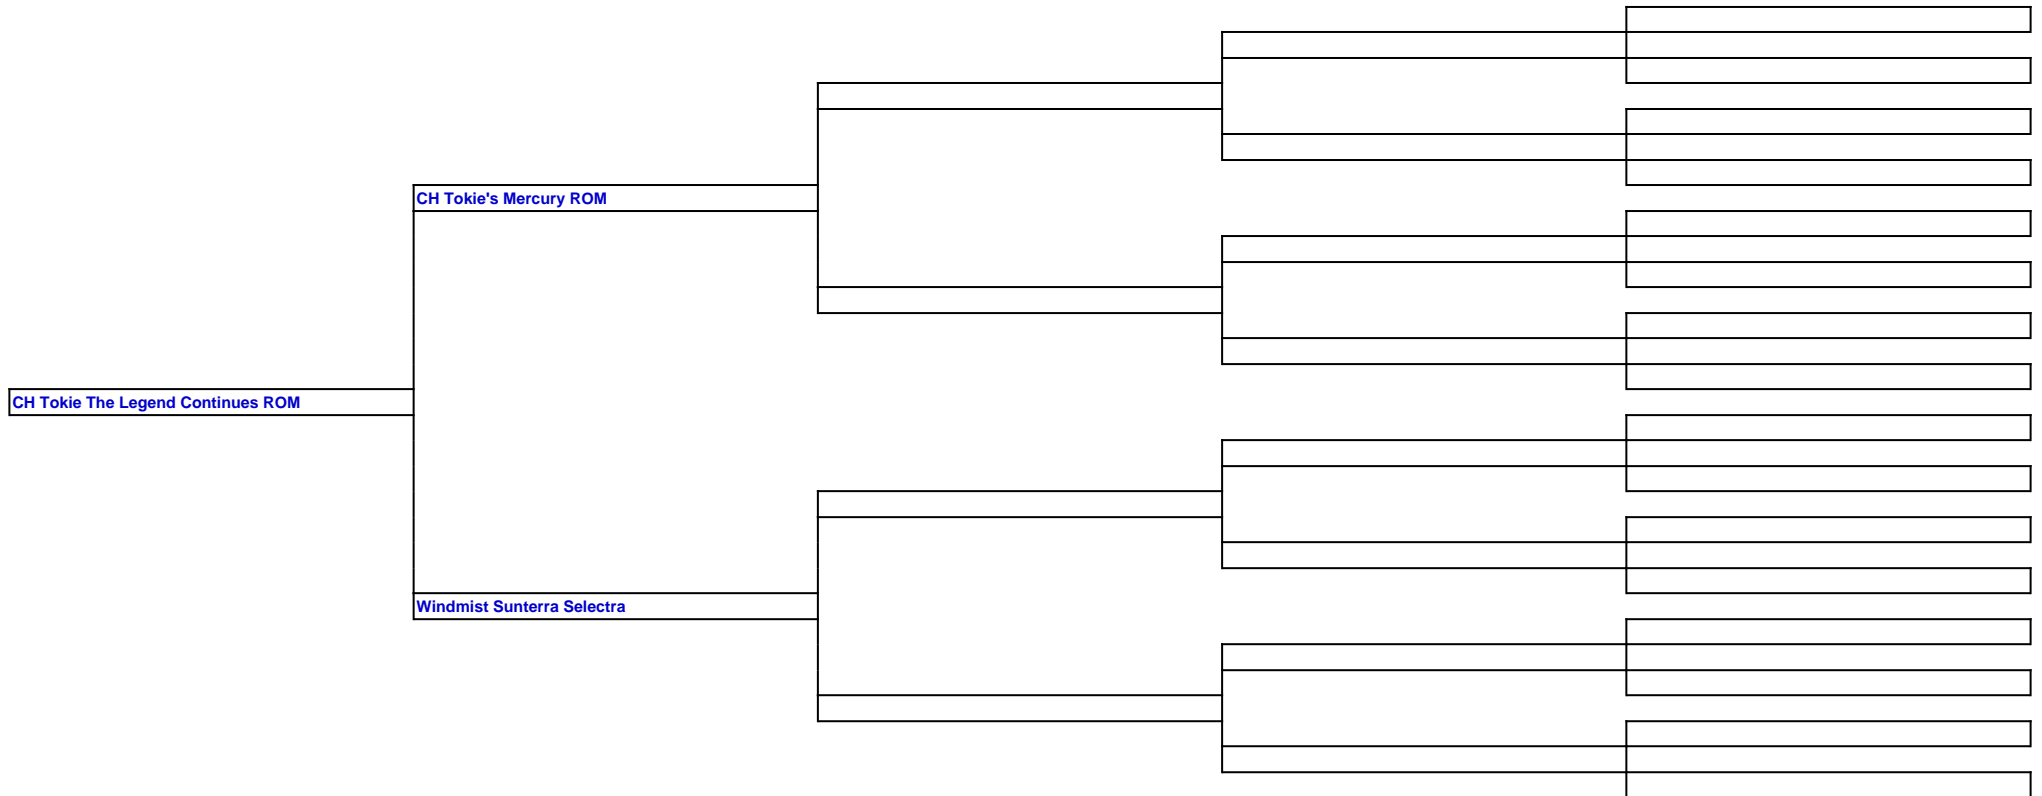 CH Tokie's Mercury ROM
CH Tokie The Legend Continues ROM
Windmist Sunterra Selectra